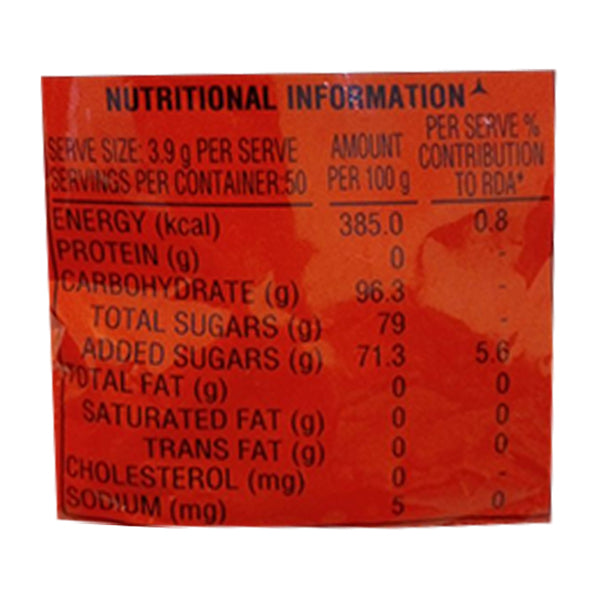 NUTRITIONAL INFORMATION⅄
SERVE SIZE: 3.9 g PER SERVE
SERVINGS PER CONTAINER:50
AMOUNT
PER 100 g
PER SERVE %
CONTRIBUTION
TO RDA*
ENERGY (kcal) 385.0 0.8
PROTEIN (g) 0 -
CARBOHYDRATE (g) 96.3 -
TOTAL SUGARS (g) 79 -
ADDED SUGARS (g) 71.3 5.6
TOTAL FAT (g) 0 0
SATURATED FAT (g) 0 0
TRANS FAT (g) 0 0
CHOLESTEROL (mg) 0 -
SODIUM (mg) 5 0